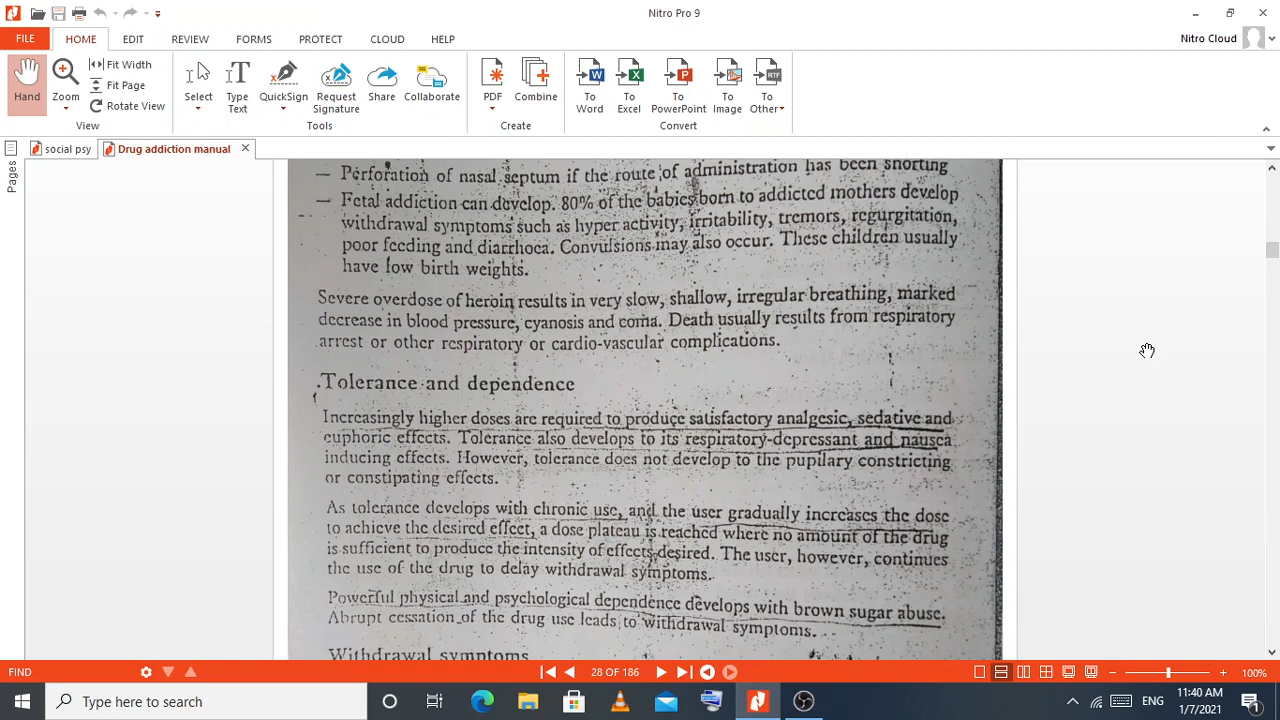 Nitro Pro 9
FILE HOME EDIT REVIEW FORMS PROTECT CLOUD HELP Nitro Cloud
Hand Zoom Fit Width Fit Page Rotate View Select Type Text QuickSign Request Signature Share Collaborate PDF Combine To Word To Excel To PowerPoint To Image To Other
View Tools Create Convert
social psy Drug addiction manual
Pages
— Perforation of nasal septum if the route of administration has been snorting
— Fetal addiction can develop. 80% of the babies born to addicted mothers develop
withdrawal symptoms such as hyper activity, irritability, tremors, regurgitation,
poor feeding and diarrhoea. Convulsions may also occur. These children usually
have low birth weights.
Severe overdose of heroin results in very slow, shallow, irregular breathing, marked
decrease in blood pressure, cyanosis and coma. Death usually results from respiratory
arrest or other respiratory or cardio-vascular complications.
Tolerance and dependence
Increasingly higher doses are required to produce satisfactory analgesic, sedative and
euphoric effects. Tolerance also develops to its respiratory-depressant and nausea
inducing effects. However, tolerance does not develop to the pupilary constricting
or constipating effects.
As tolerance develops with chronic use, and the user gradually increases the dose
to achieve the desired effect, a dose plateau is reached where no amount of the drug
is sufficient to produce the intensity of effects desired. The user, however, continues
the use of the drug to delay withdrawal symptoms.
Powerful physical and psychological dependence develops with brown sugar abuse.
Abrupt cessation of the drug use leads to withdrawal symptoms.
Withdrawal symptoms
FIND 28 OF 186 100%
Type here to search ENG 11:40 AM
1/7/2021